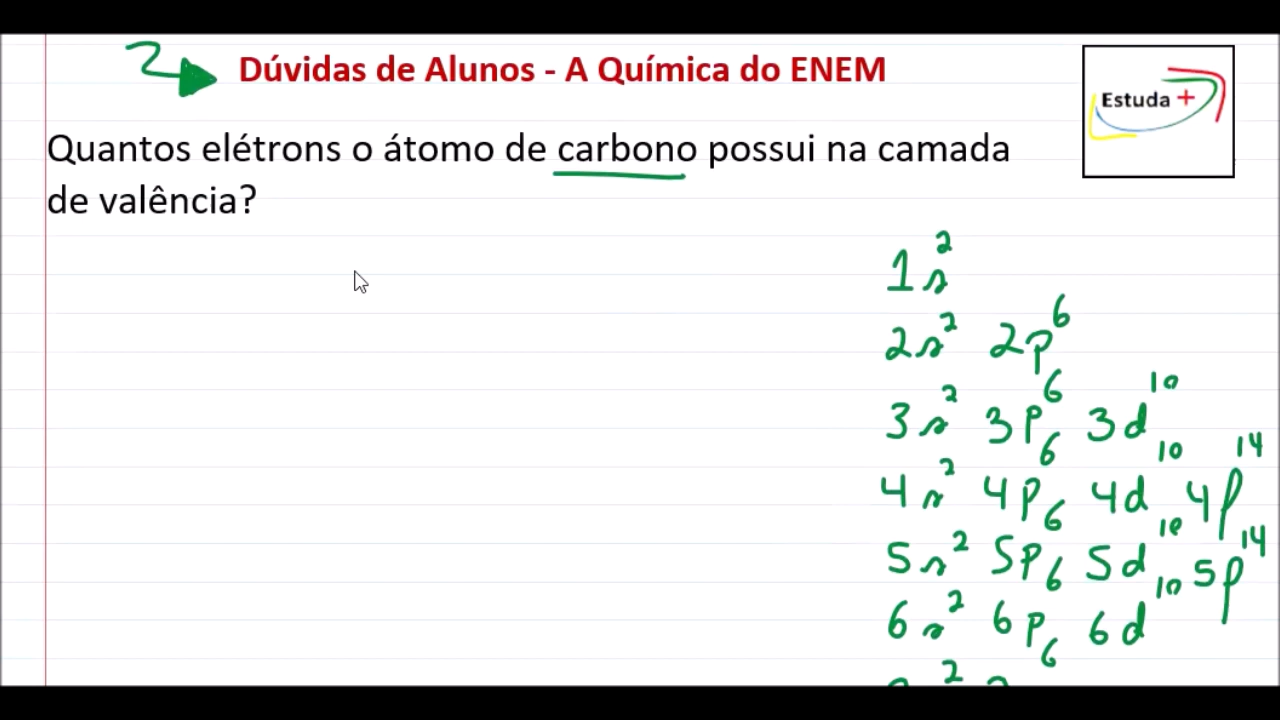 Dúvidas de Alunos - A Química do ENEM
Estuda +
Quantos elétrons o átomo de carbono possui na camada
de valência?
1s²
2s² 2p⁶
3s² 3p⁶ 3d¹⁰
4s² 4p⁶ 4d¹⁰ 4f¹⁴
5s² 5p⁶ 5d¹⁰ 5f¹⁴
6s² 6p⁶ 6d¹⁰